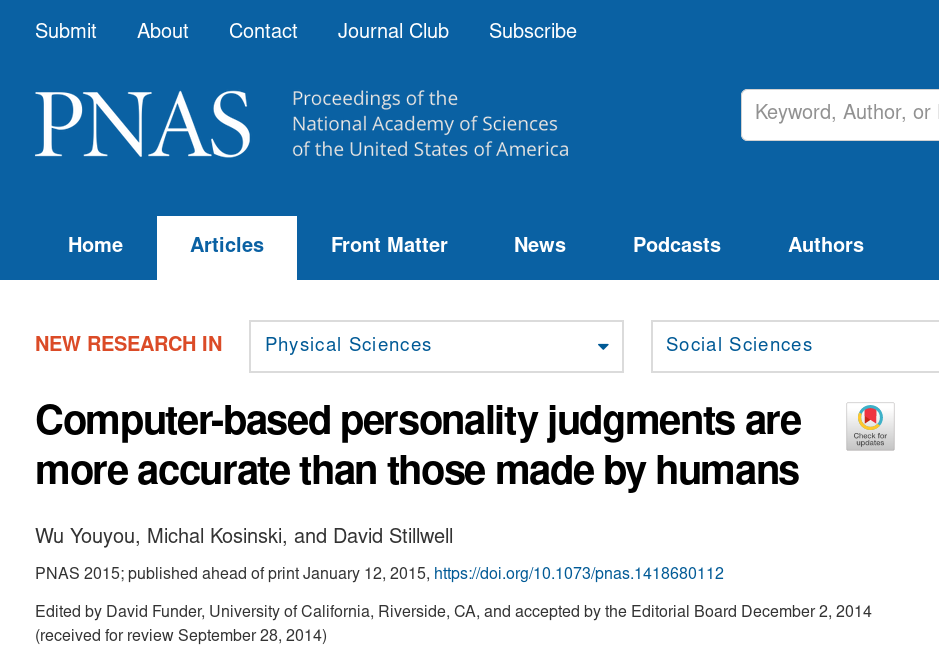 Submit About Contact Journal Club Subscribe
PNAS
Proceedings of the
National Academy of Sciences
of the United States of America
Keyword, Author, or
Home Articles Front Matter News Podcasts Authors
NEW RESEARCH IN Physical Sciences Social Sciences
Computer-based personality judgments are
more accurate than those made by humans
Check for
updates
Wu Youyou, Michal Kosinski, and David Stillwell
PNAS 2015; published ahead of print January 12, 2015, https://doi.org/10.1073/pnas.1418680112
Edited by David Funder, University of California, Riverside, CA, and accepted by the Editorial Board December 2, 2014
(received for review September 28, 2014)